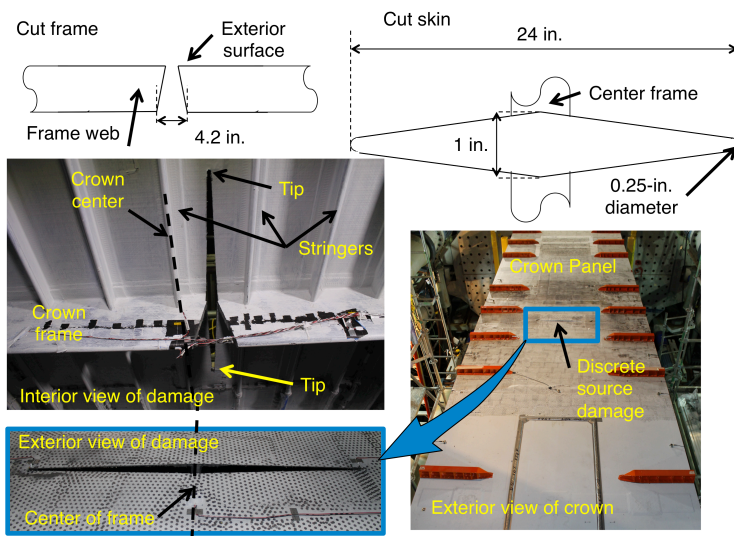 Cut frame
Exterior
surface
Frame web
4.2 in.
Cut skin
24 in.
Center frame
1 in.
0.25-in.
diameter
Crown
center
Tip
Stringers
Crown
frame
Tip
Interior view of damage
Exterior view of damage
Center of frame
Crown Panel
Discrete
source
damage
Exterior view of crown